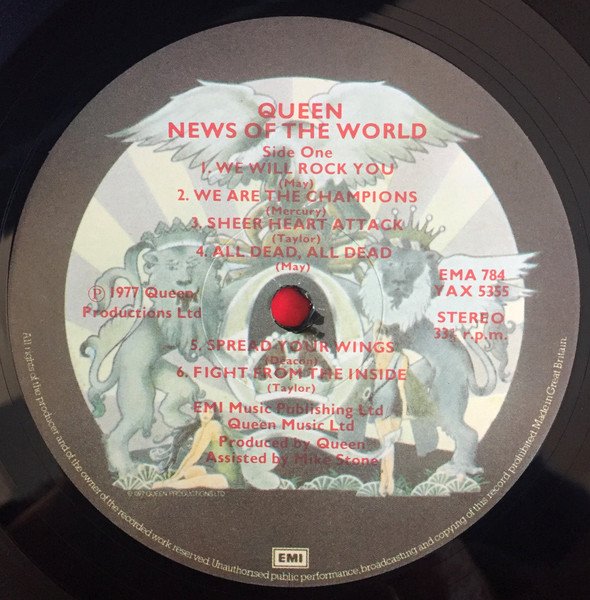 QUEEN
NEWS OF THE WORLD
Side One
1. WE WILL ROCK YOU
(May)
2. WE ARE THE CHAMPIONS
(Mercury)
3. SHEER HEART ATTACK
(Taylor)
4. ALL DEAD, ALL DEAD
(May)
EMA 784
YAX 5355
Ⓟ 1977 Queen
Productions Ltd
STEREO
33⅓ r.p.m.
5. SPREAD YOUR WINGS
(Deacon)
6. FIGHT FROM THE INSIDE
(Taylor)
EMI Music Publishing Ltd
Queen Music Ltd
Produced by Queen
Assisted by Mike Stone
© 1977 QUEEN PRODUCTIONS LTD
EMI
All rights of the producer and of the owner of the recorded work reserved. Unauthorised public performance, broadcasting and copying of this record prohibited. Made in Great Britain.